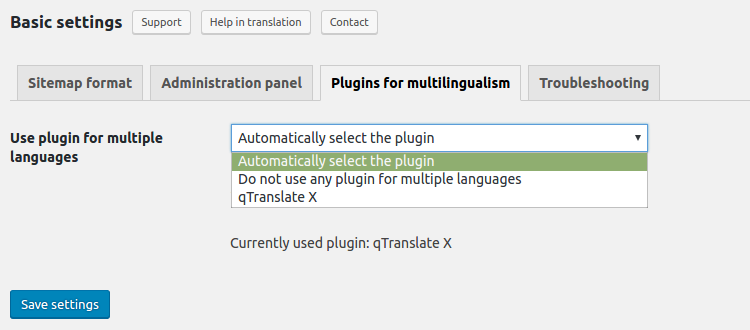 Basic settings Support Help in translation Contact
Sitemap format Administration panel Plugins for multilingualism Troubleshooting
Use plugin for multiple
languages
Automatically select the plugin
Automatically select the plugin
Do not use any plugin for multiple languages
qTranslate X
Currently used plugin: qTranslate X
Save settings